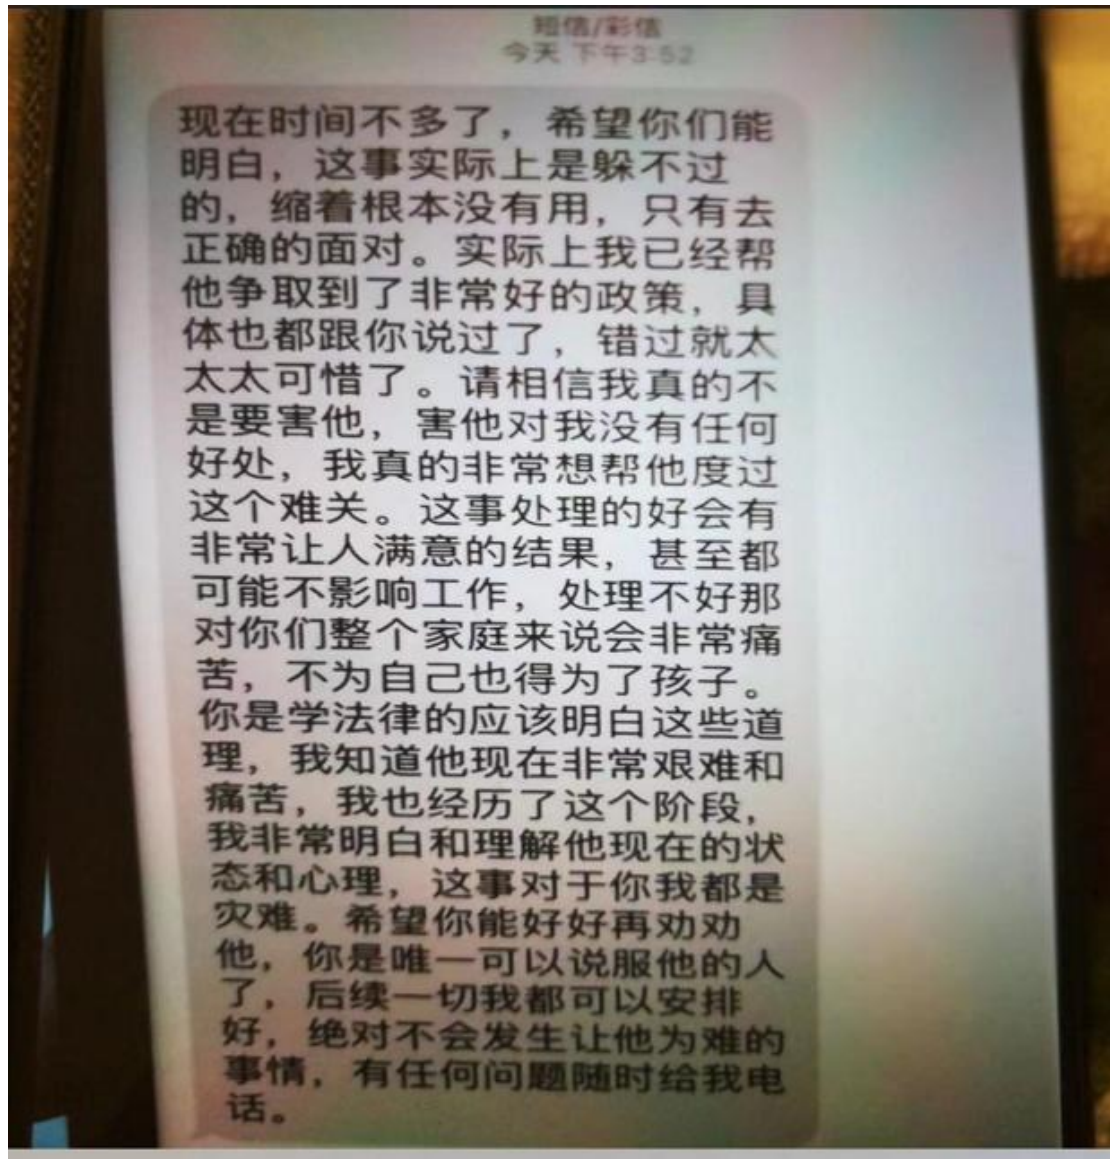 短信/彩信
今天 下午3:52
现在时间不多了，希望你们能
明白，这事实际上是躲不过
的，缩着根本没有用，只有去
正确的面对。实际上我已经帮
他争取到了非常好的政策，具
体也都跟你说过了，错过就太
太太可惜了。请相信我真的不
是要害他，害他对我没有任何
好处，我真的非常想帮他度过
这个难关。这事处理的好会有
非常让人满意的结果，甚至都
可能不影响工作，处理不好那
对你们整个家庭来说会非常痛
苦，不为自己也得为了孩子。
你是学法律的应该明白这些道
理，我知道他现在非常艰难和
痛苦，我也经历了这个阶段，
我非常明白和理解他现在的状
态和心理，这事对于你我都是
灾难。希望你能好好再劝劝
他，你是唯一可以说服他的人
了，后续一切我都可以安排
好，绝对不会发生让他为难的
事情，有任何问题随时给我电
话。